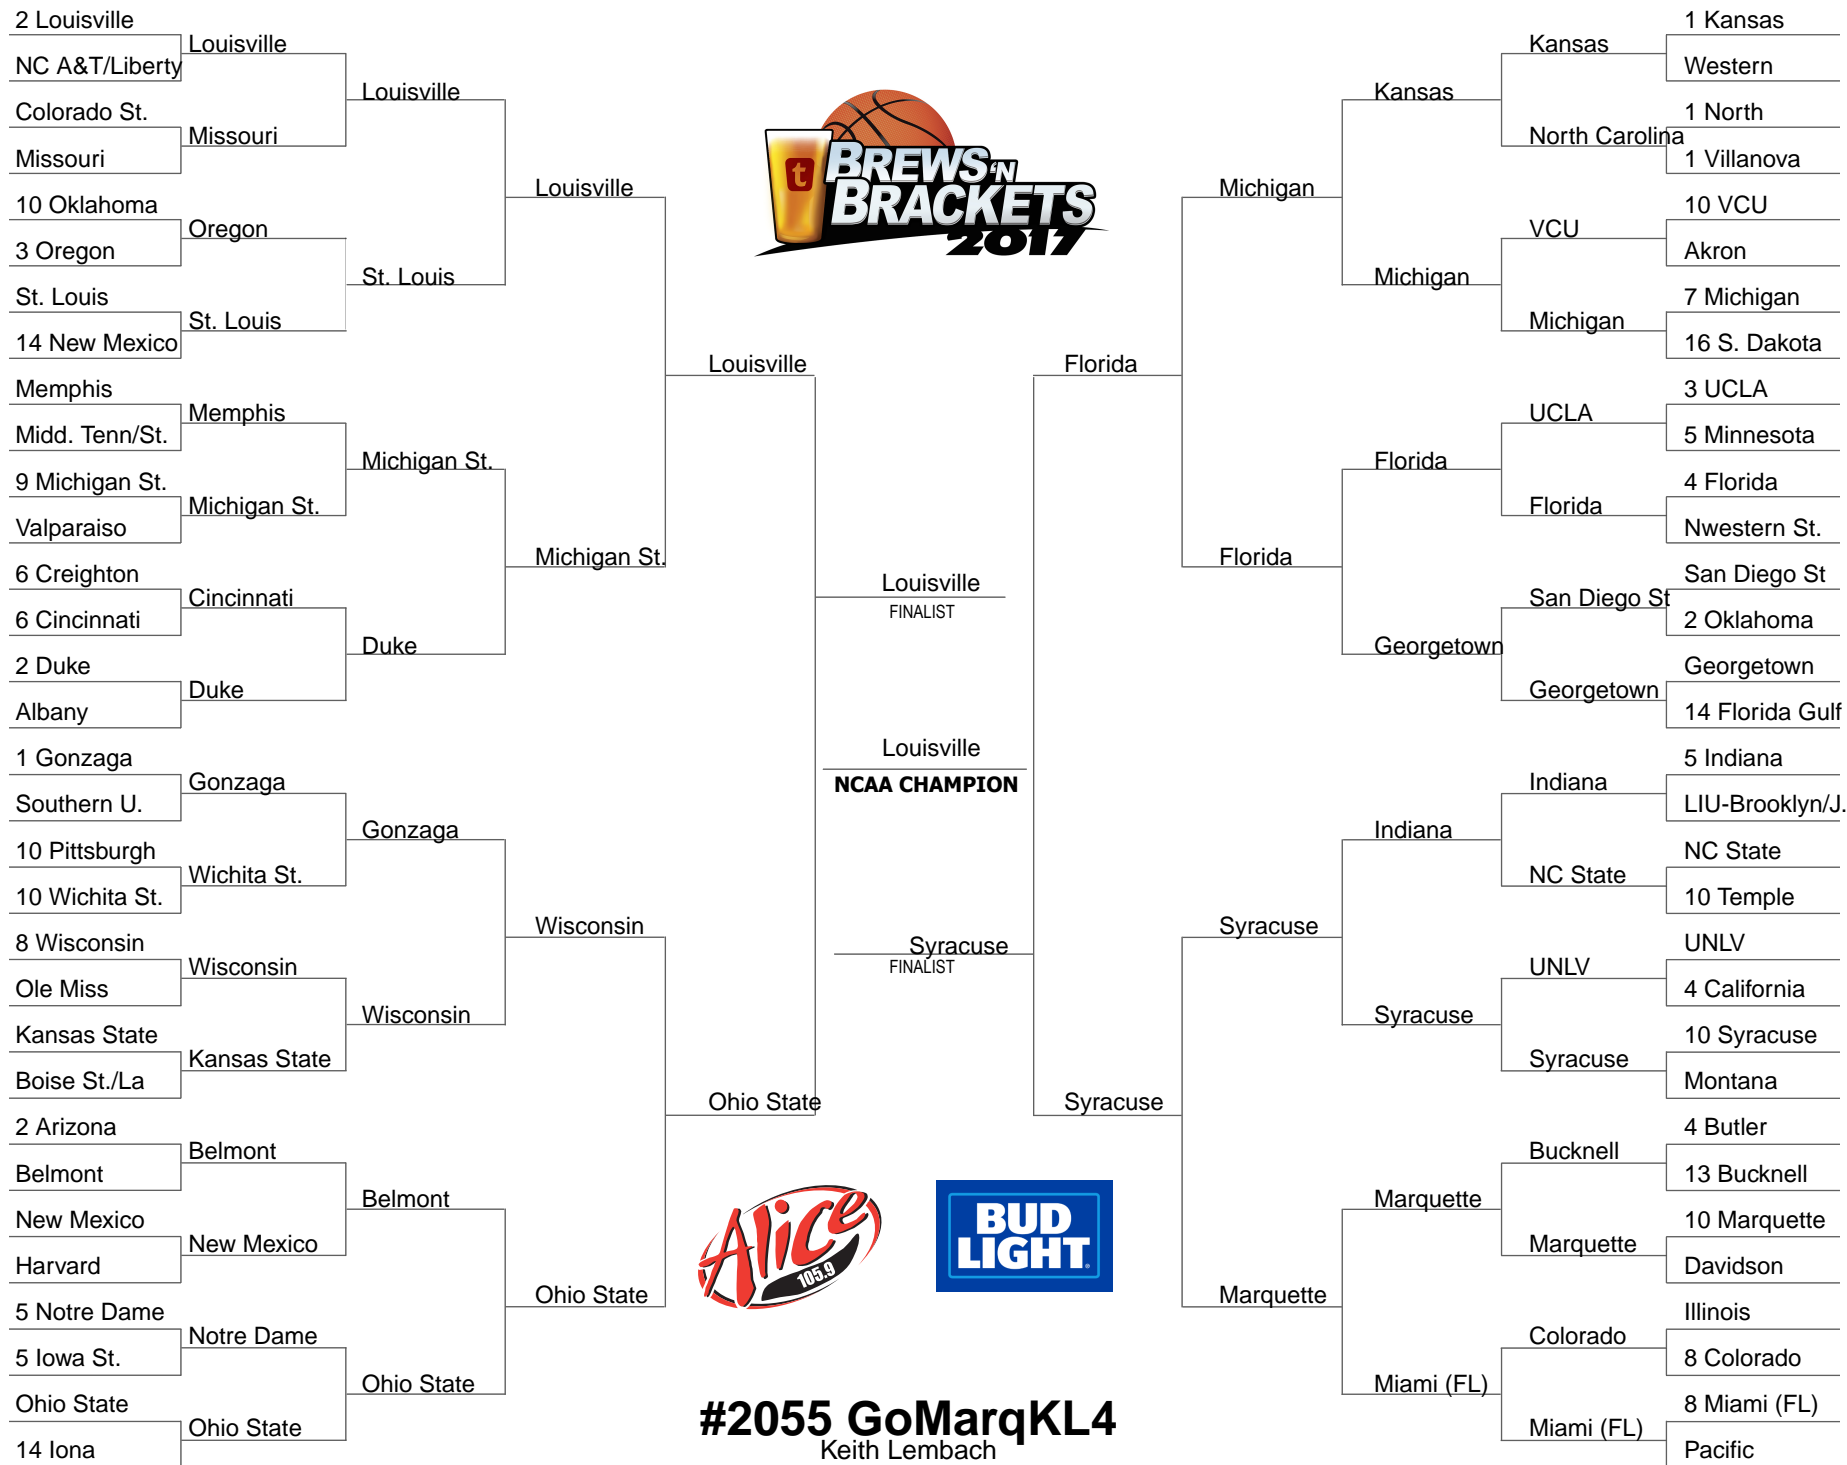 2 Louisville
NC A&T/Liberty
Colorado St.
Missouri
10 Oklahoma
3 Oregon
St. Louis
14 New Mexico
Memphis
Midd. Tenn/St.
9 Michigan St.
Valparaiso
6 Creighton
6 Cincinnati
2 Duke
Albany
1 Gonzaga
Southern U.
10 Pittsburgh
10 Wichita St.
8 Wisconsin
Ole Miss
Kansas State
Boise St./La
2 Arizona
Belmont
New Mexico
Harvard
5 Notre Dame
5 Iowa St.
Ohio State
14 Iona
Louisville
Missouri
Oregon
St. Louis
Memphis
Michigan St.
Cincinnati
Duke
Gonzaga
Wichita St.
Wisconsin
Kansas State
Belmont
New Mexico
Notre Dame
Ohio State
Louisville
St. Louis
Michigan St.
Duke
Gonzaga
Wisconsin
Belmont
Ohio State
Louisville
Michigan St.
Wisconsin
Ohio State
Louisville
Ohio State
t
BREWS 'N
BRACKETS
2017
Louisville
FINALIST
Louisville
NCAA CHAMPION
Syracuse
FINALIST
Alice
105.9
BUD
LIGHT.
#2055 GoMarqKL4
Keith Lembach
Florida
Syracuse
Michigan
Florida
Syracuse
Marquette
Kansas
Michigan
Florida
Georgetown
Indiana
Syracuse
Marquette
Miami (FL)
Kansas
North Carolina
VCU
Michigan
UCLA
Florida
San Diego St
Georgetown
Indiana
NC State
UNLV
Syracuse
Bucknell
Marquette
Colorado
Miami (FL)
1 Kansas
Western
1 North
1 Villanova
10 VCU
Akron
7 Michigan
16 S. Dakota
3 UCLA
5 Minnesota
4 Florida
Nwestern St.
San Diego St
2 Oklahoma
Georgetown
14 Florida Gulf
5 Indiana
LIU-Brooklyn/J.
NC State
10 Temple
UNLV
4 California
10 Syracuse
Montana
4 Butler
13 Bucknell
10 Marquette
Davidson
Illinois
8 Colorado
8 Miami (FL)
Pacific